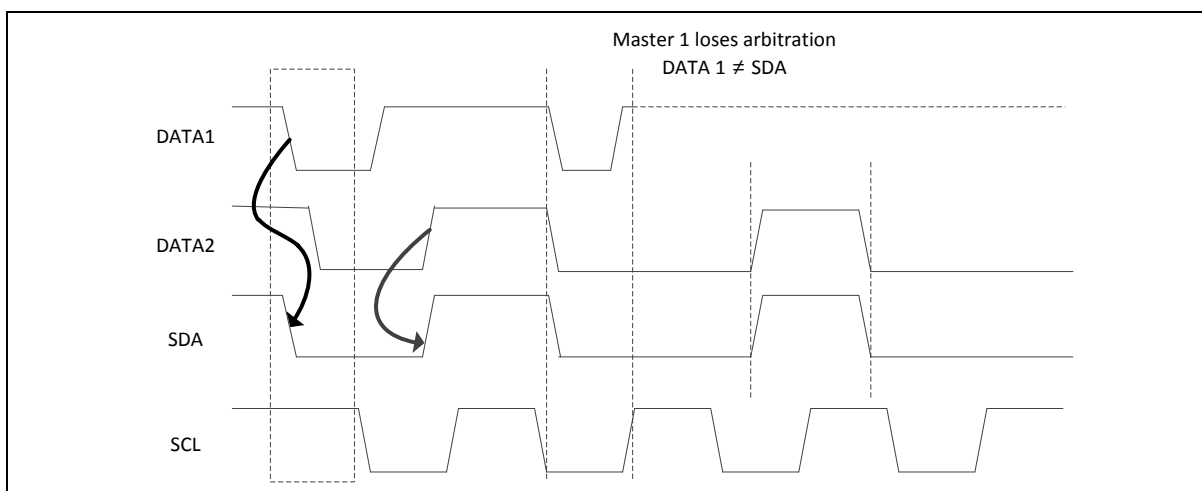 Master 1 loses arbitration
DATA 1 ≠ SDA
DATA1
DATA2
SDA
SCL